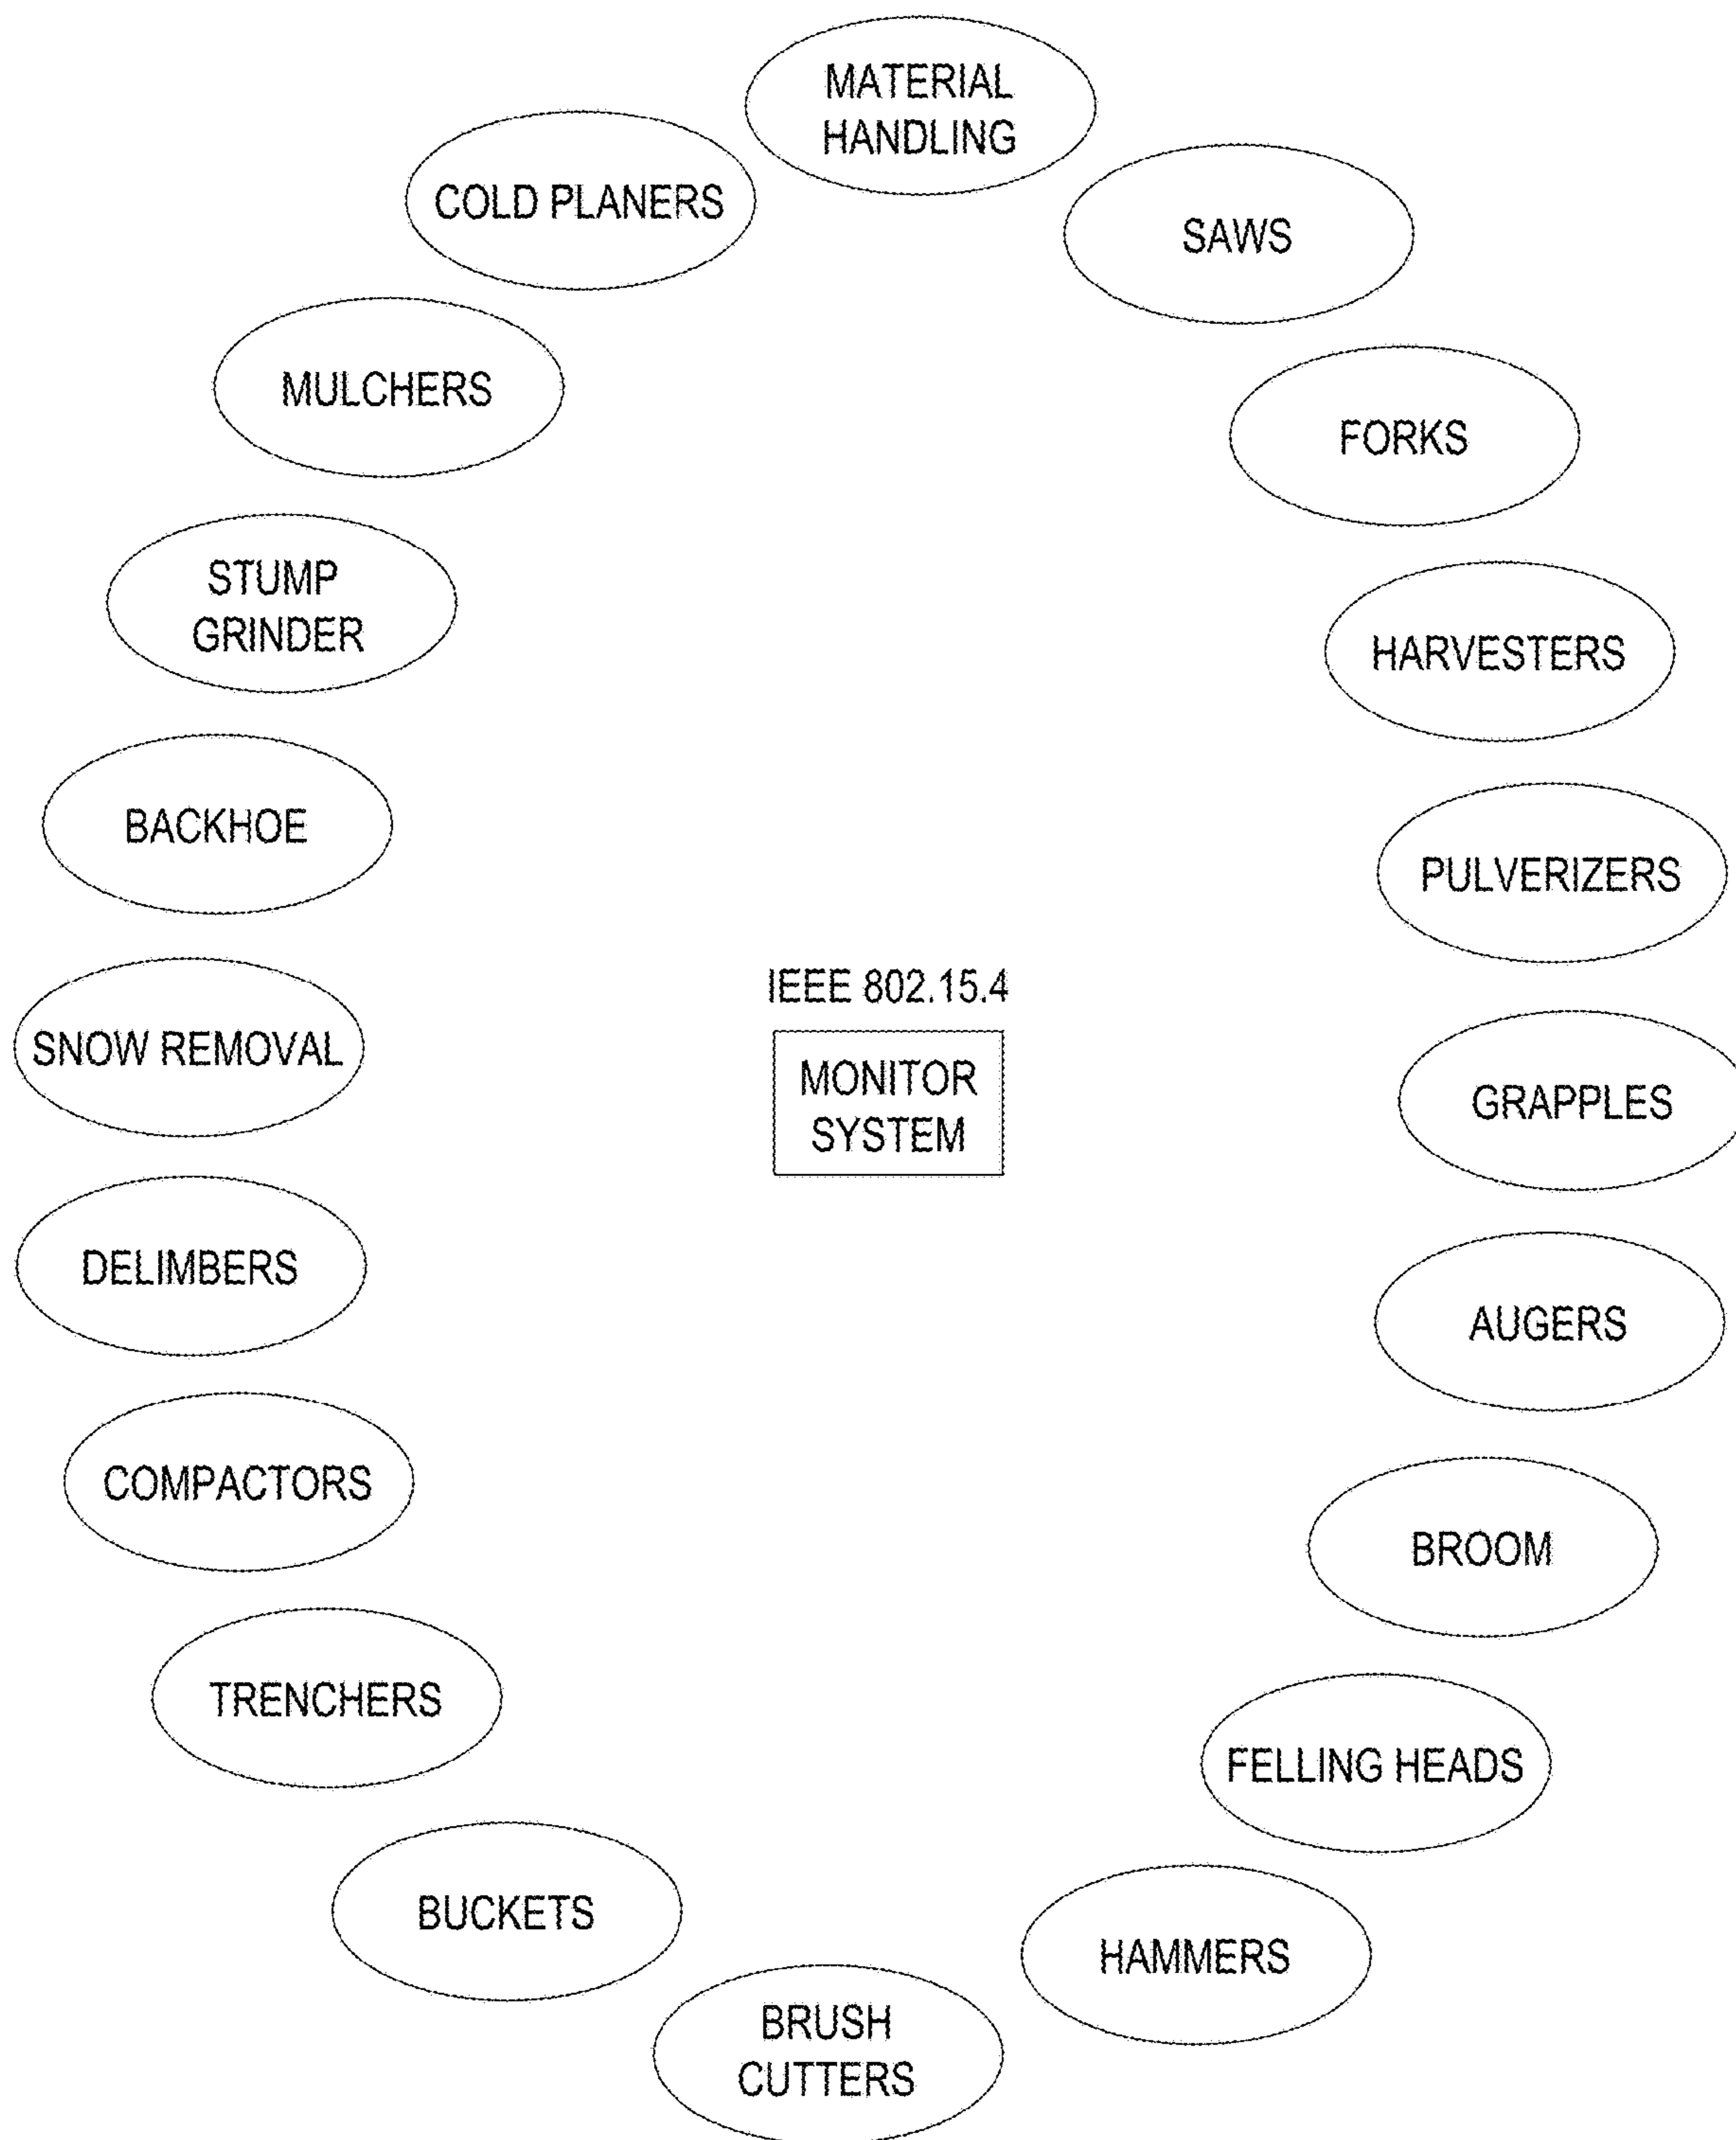 MATERIAL
HANDLING
COLD PLANERS
SAWS
MULCHERS
FORKS
STUMP
GRINDER
HARVESTERS
BACKHOE
PULVERIZERS
IEEE 802.15.4
SNOW REMOVAL
MONITOR
SYSTEM
GRAPPLES
DELIMBERS
AUGERS
COMPACTORS
BROOM
TRENCHERS
FELLING HEADS
BUCKETS
HAMMERS
BRUSH
CUTTERS